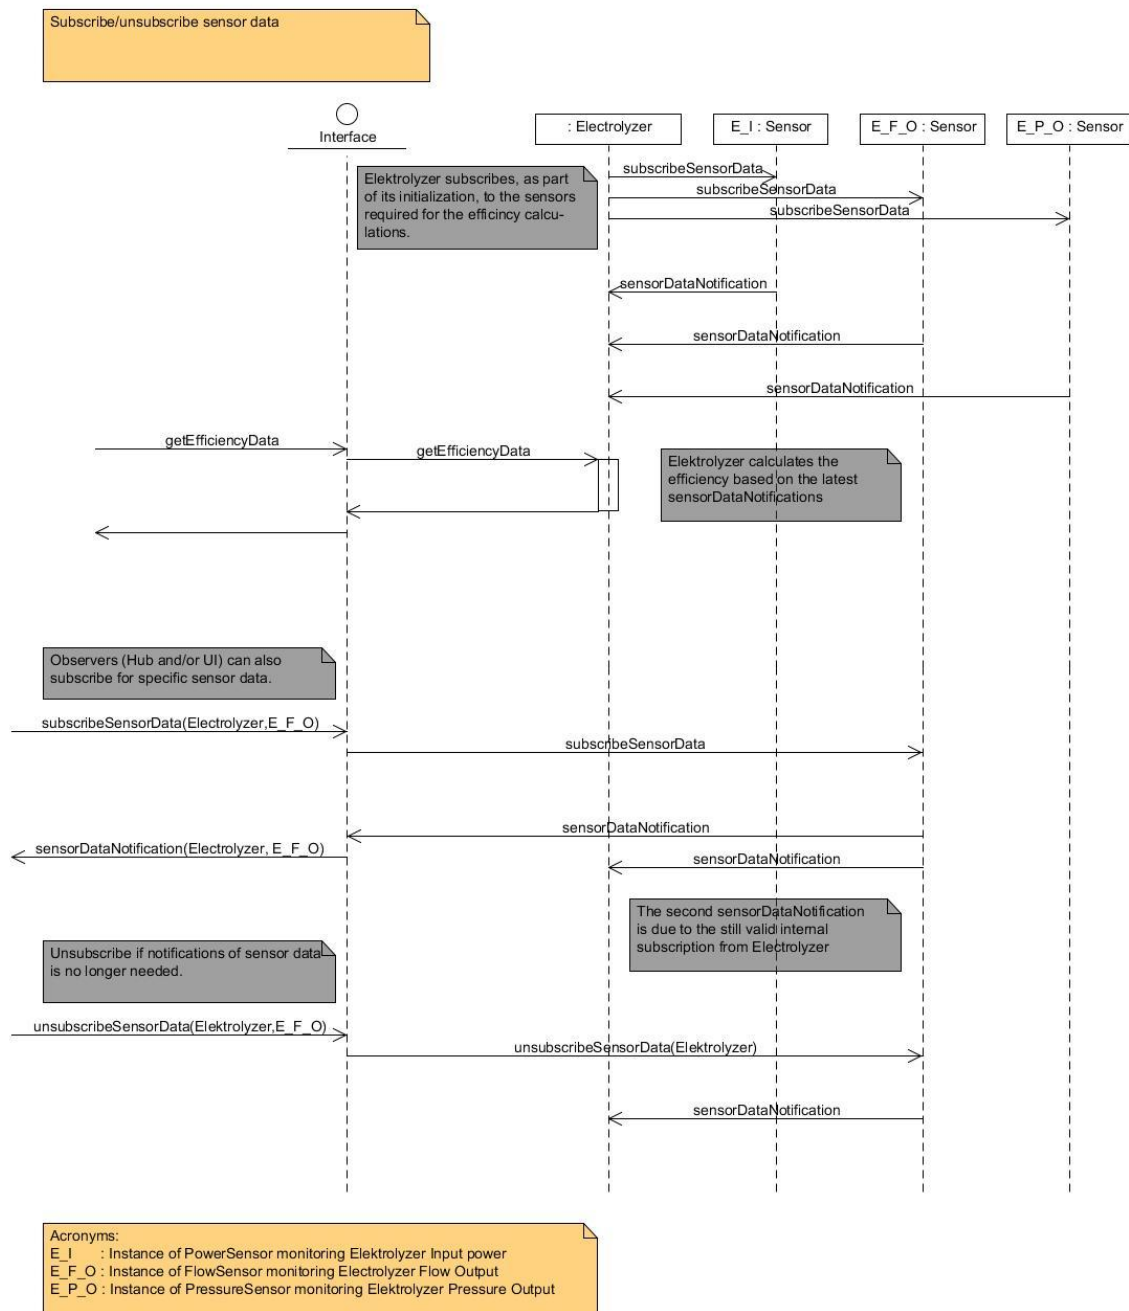 Subscribe/unsubscribe sensor data
Interface
: Electrolyzer
E_I : Sensor
E_F_O : Sensor
E_P_O : Sensor
Elektrolyzer subscribes, as part
of its initialization, to the sensors
required for the efficincy calcu-
lations.
subscribeSensorData
subscribeSensorData
subscribeSensorData
sensorDataNotification
sensorDataNotification
sensorDataNotification
getEfficiencyData
getEfficiencyData
Elektrolyzer calculates the
efficiency based on the latest
sensorDataNotifications
Observers (Hub and/or UI) can also
subscribe for specific sensor data.
subscribeSensorData(Electrolyzer,E_F_O)
subscribeSensorData
sensorDataNotification
sensorDataNotification(Electrolyzer, E_F_O)
sensorDataNotification
The second sensorDataNotification
is due to the still valid internal
subscription from Electrolyzer
Unsubscribe if notifications of sensor data
is no longer needed.
unsubscribeSensorData(Elektrolyzer,E_F_O)
unsubscribeSensorData(Elektrolyzer)
sensorDataNotification
Acronyms:
E_I : Instance of PowerSensor monitoring Elektrolyzer Input power
E_F_O : Instance of FlowSensor monitoring Electrolyzer Flow Output
E_P_O : Instance of PressureSensor monitoring Elektrolyzer Pressure Output